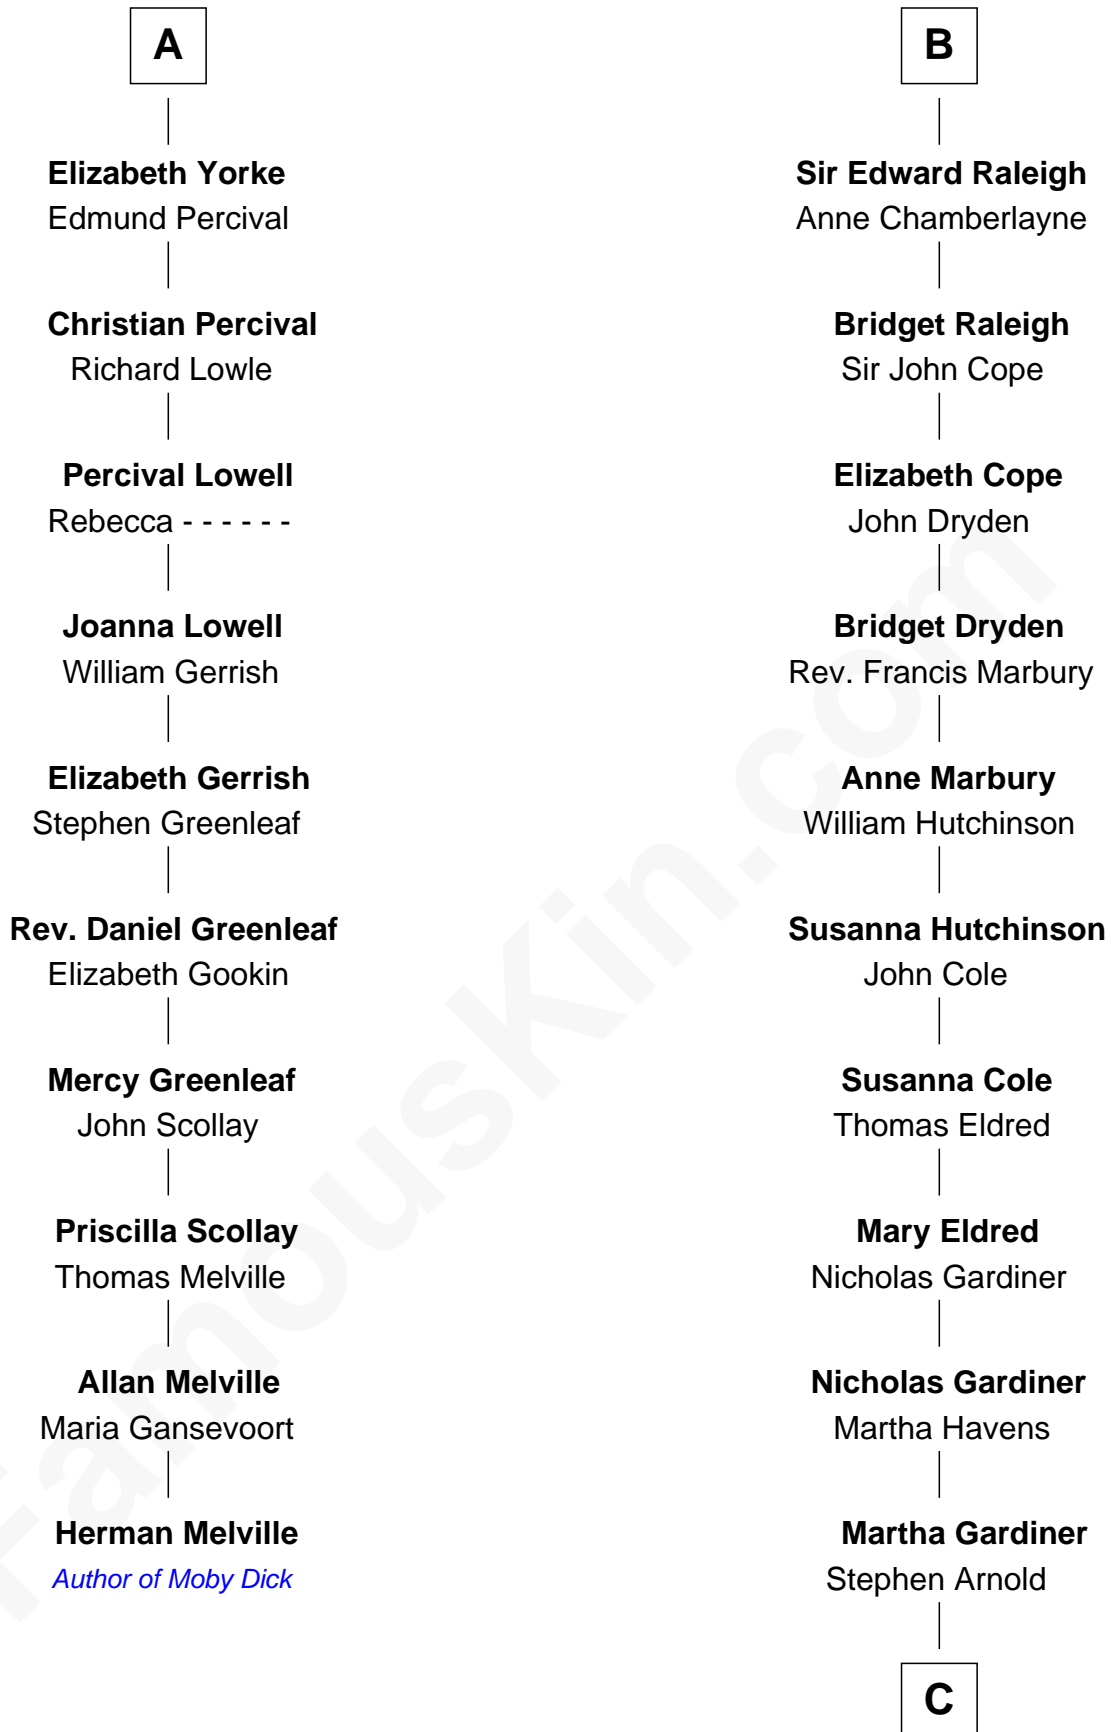 A
Elizabeth Yorke
Edmund Percival
Christian Percival
Richard Lowle
Percival Lowell
Rebecca - - - - - -
Joanna Lowell
William Gerrish
Elizabeth Gerrish
Stephen Greenleaf
Rev. Daniel Greenleaf
Elizabeth Gookin
Mercy Greenleaf
John Scollay
Priscilla Scollay
Thomas Melville
Allan Melville
Maria Gansevoort
Herman Melville
Author of Moby Dick
B
Sir Edward Raleigh
Anne Chamberlayne
Bridget Raleigh
Sir John Cope
Elizabeth Cope
John Dryden
Bridget Dryden
Rev. Francis Marbury
Anne Marbury
William Hutchinson
Susanna Hutchinson
John Cole
Susanna Cole
Thomas Eldred
Mary Eldred
Nicholas Gardiner
Nicholas Gardiner
Martha Havens
Martha Gardiner
Stephen Arnold
C
FamousKin.com